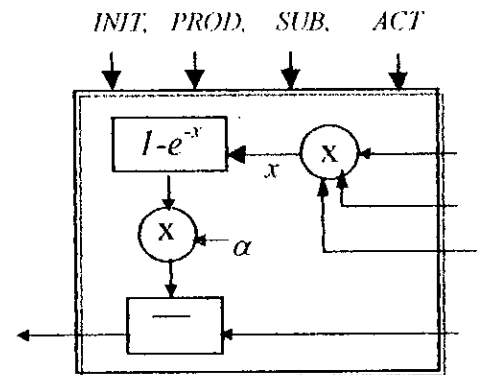 INIT, PROD, SUB, ACT
1-e^{-x}
x
X
X
α
—